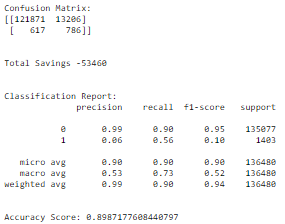 Confusion Matrix:
[[121871 13206]
[ 617 786]]
Total Savings -53460
Classification Report:
precision recall f1-score support
0 0.99 0.90 0.95 135077
1 0.06 0.56 0.10 1403
micro avg 0.90 0.90 0.90 136480
macro avg 0.53 0.73 0.52 136480
weighted avg 0.99 0.90 0.94 136480
Accuracy Score: 0.8987177608440797